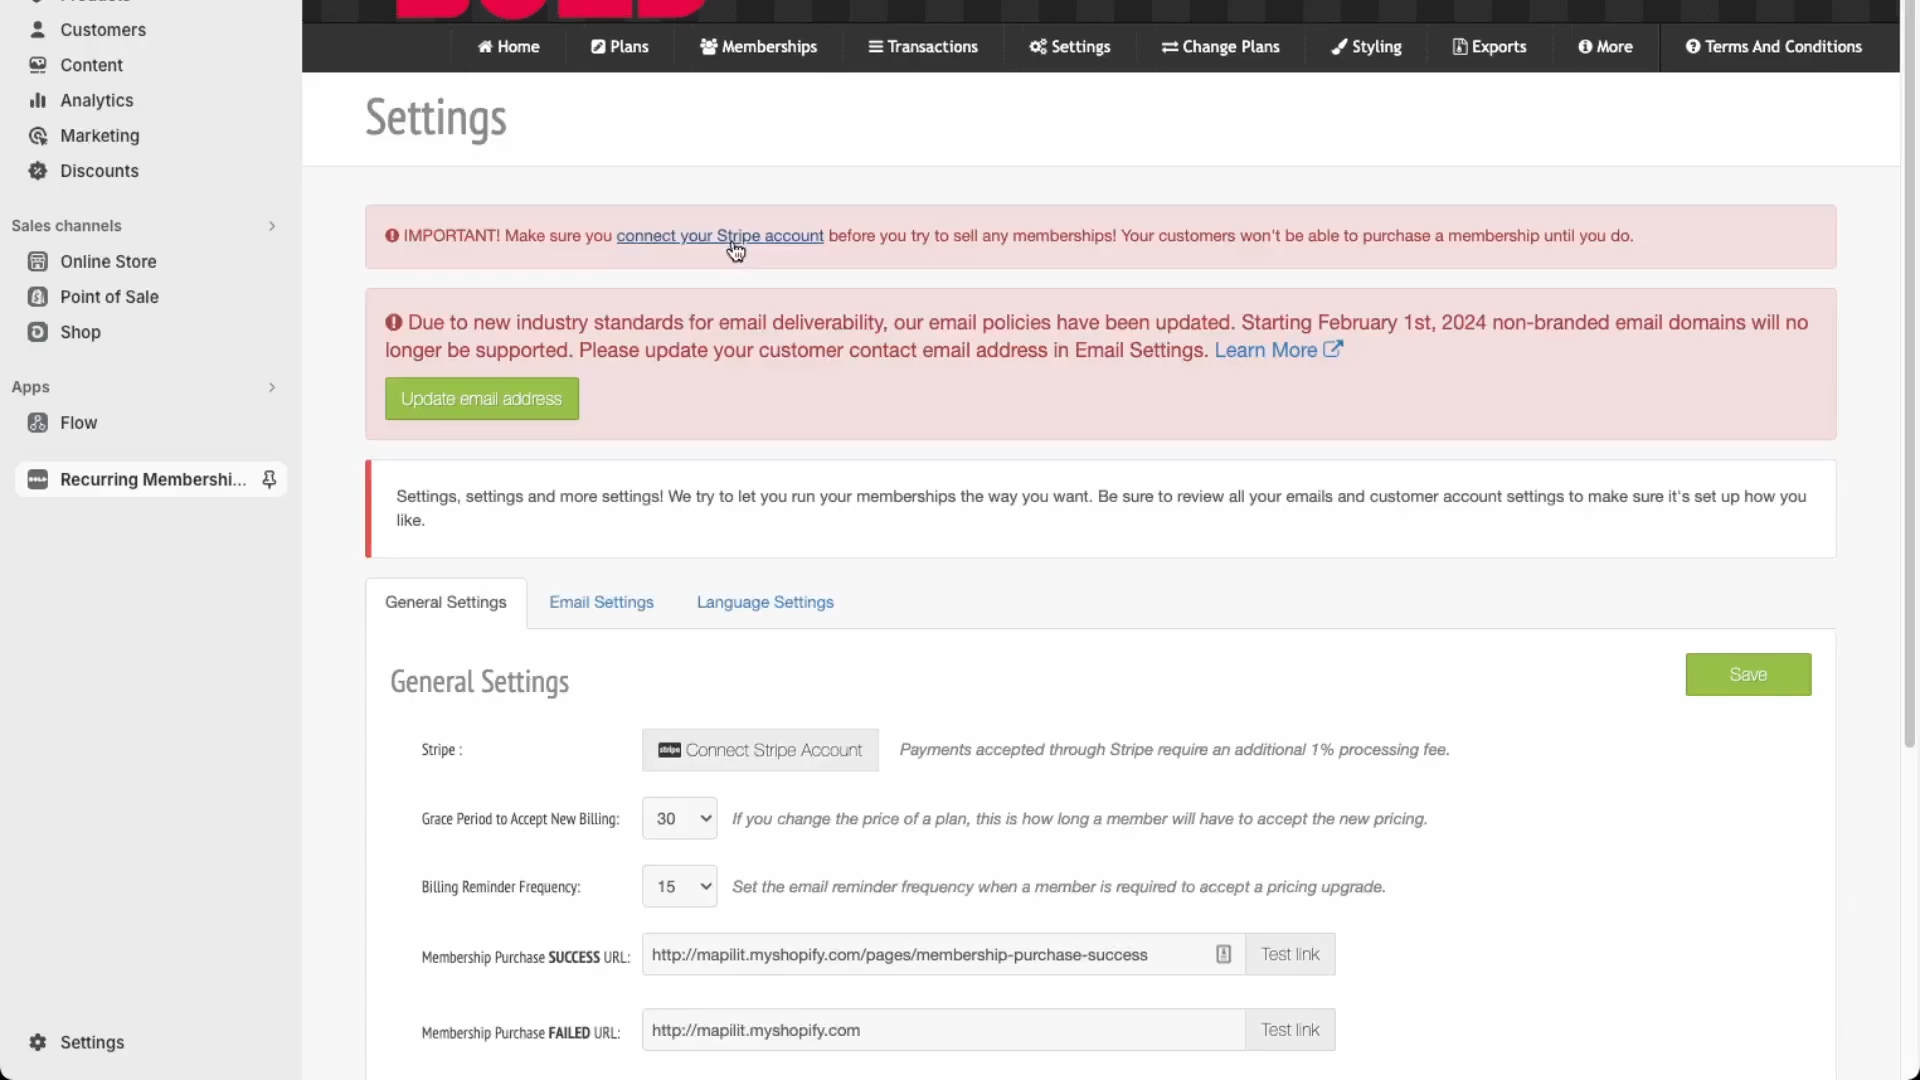 Products
Customers
Content
Analytics
Marketing
Discounts
Sales channels
Online Store
Point of Sale
Shop
Apps
Flow
Recurring Membershi...
Settings
BOLD
Home
Plans
Memberships
Transactions
Settings
Change Plans
Styling
Exports
More
Terms And Conditions
Settings
IMPORTANT! Make sure you connect your Stripe account before you try to sell any memberships! Your customers won't be able to purchase a membership until you do.
Due to new industry standards for email deliverability, our email policies have been updated. Starting February 1st, 2024 non-branded email domains will no
longer be supported. Please update your customer contact email address in Email Settings. Learn More
Update email address
Settings, settings and more settings! We try to let you run your memberships the way you want. Be sure to review all your emails and customer account settings to make sure it's set up how you
like.
General Settings
Email Settings
Language Settings
General Settings
Save
Stripe :
stripe Connect Stripe Account
Payments accepted through Stripe require an additional 1% processing fee.
Grace Period to Accept New Billing:
30
If you change the price of a plan, this is how long a member will have to accept the new pricing.
Billing Reminder Frequency:
15
Set the email reminder frequency when a member is required to accept a pricing upgrade.
Membership Purchase SUCCESS URL:
http://mapilit.myshopify.com/pages/membership-purchase-success
Test link
Membership Purchase FAILED URL:
http://mapilit.myshopify.com
Test link